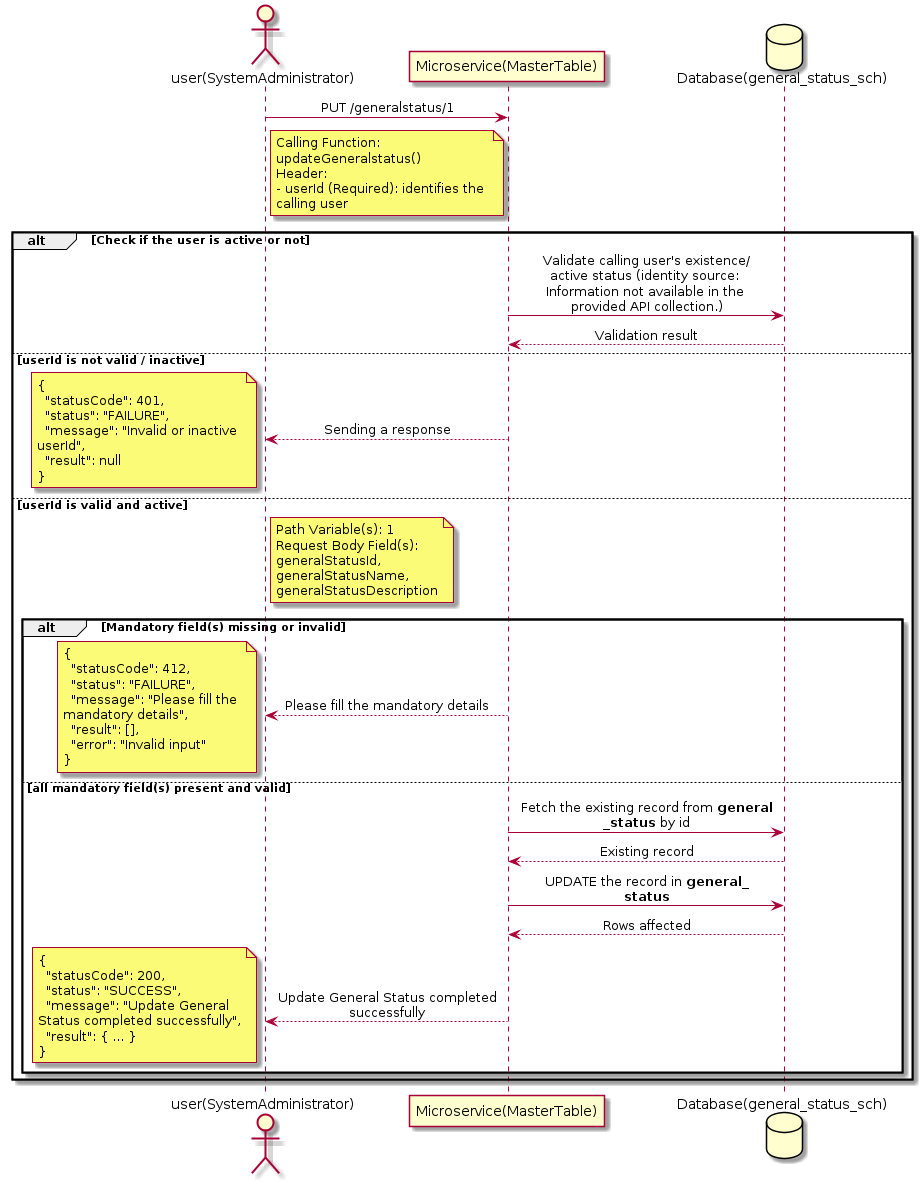 user(SystemAdministrator)
Microservice(MasterTable)
Database(general_status_sch)
PUT /generalstatus/1
Calling Function:
updateGeneralstatus()
Header:
- userId (Required): identifies the
calling user
alt
[Check if the user is active or not]
Validate calling user's existence/
active status (identity source:
Information not available in the
provided API collection.)
Validation result
[userId is not valid / inactive]
{
"statusCode": 401,
"status": "FAILURE",
"message": "Invalid or inactive
userId",
"result": null
}
Sending a response
[userId is valid and active]
Path Variable(s): 1
Request Body Field(s):
generalStatusId,
generalStatusName,
generalStatusDescription
alt
[Mandatory field(s) missing or invalid]
{
"statusCode": 412,
"status": "FAILURE",
"message": "Please fill the
mandatory details",
"result": [],
"error": "Invalid input"
}
Please fill the mandatory details
[all mandatory field(s) present and valid]
Fetch the existing record from general
_status by id
Existing record
UPDATE the record in general_
status
Rows affected
{
"statusCode": 200,
"status": "SUCCESS",
"message": "Update General
Status completed successfully",
"result": { ... }
}
Update General Status completed
successfully
user(SystemAdministrator)
Microservice(MasterTable)
Database(general_status_sch)